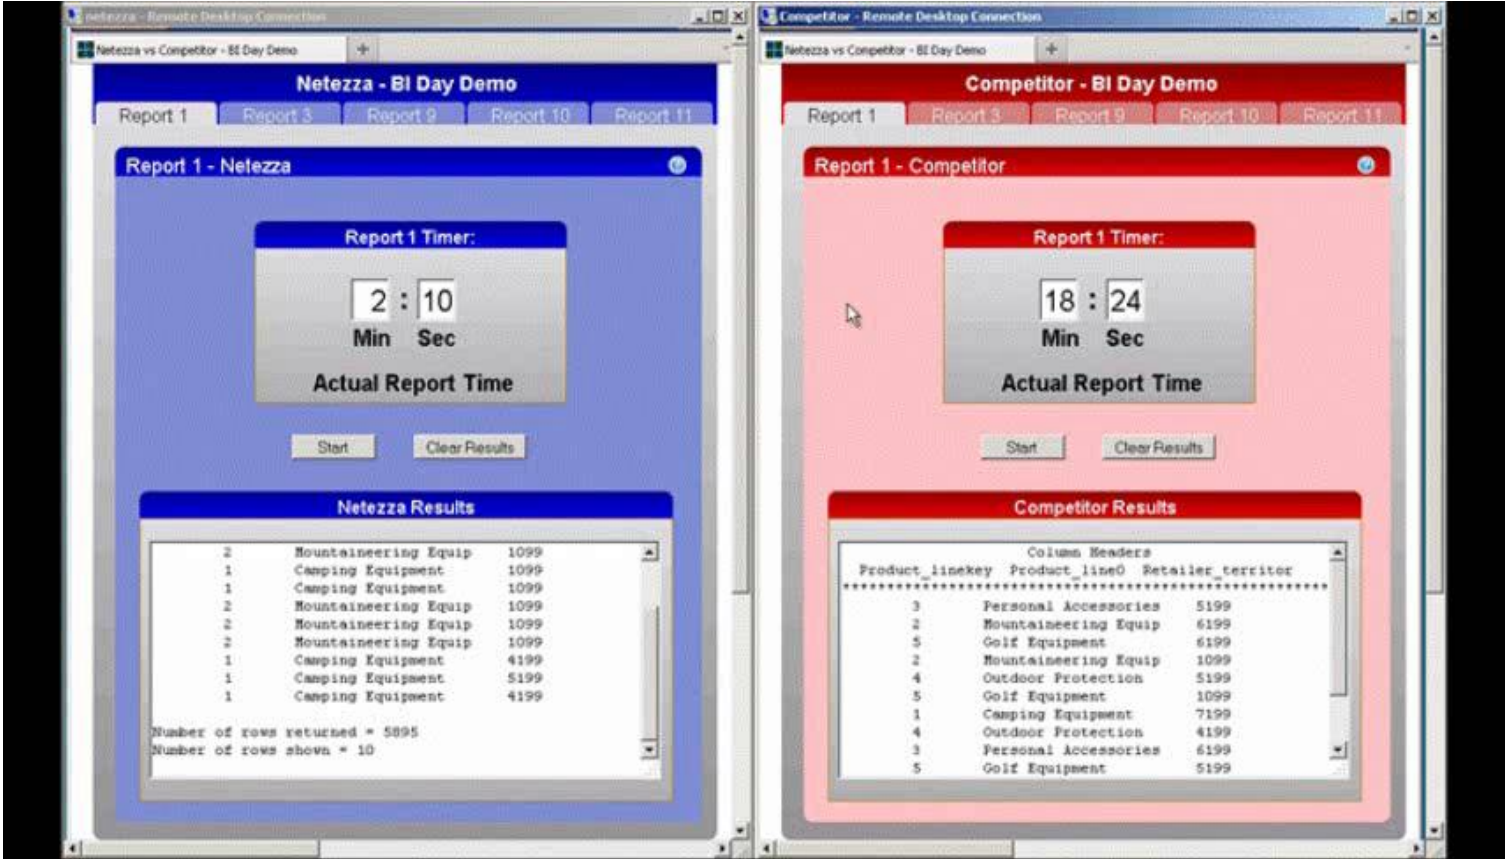 netezza - Remote Desktop Connection
Netezza vs Competitor - BI Day Demo
Netezza - BI Day Demo
Report 1
Report 3
Report 9
Report 10
Report 11
Report 1 - Netezza
Report 1 Timer:
2 : 10
Min Sec
Actual Report Time
Start
Clear Results
Netezza Results
2 Mountaineering Equip 1099
1 Camping Equipment 1099
1 Camping Equipment 1099
2 Mountaineering Equip 1099
2 Mountaineering Equip 1099
2 Mountaineering Equip 1099
1 Camping Equipment 4199
1 Camping Equipment 5199
1 Camping Equipment 4199
Number of rows returned = 5895
Number of rows shown = 10
Competitor - Remote Desktop Connection
Netezza vs Competitor - BI Day Demo
Competitor - BI Day Demo
Report 1
Report 3
Report 9
Report 10
Report 11
Report 1 - Competitor
Report 1 Timer:
18 : 24
Min Sec
Actual Report Time
Start
Clear Results
Competitor Results
Column Headers
Product_linekey Product_line0 Retailer_territor
************************************************************
3 Personal Accessories 5199
2 Mountaineering Equip 6199
5 Golf Equipment 6199
2 Mountaineering Equip 1099
4 Outdoor Protection 5199
5 Golf Equipment 1099
1 Camping Equipment 7199
4 Outdoor Protection 4199
3 Personal Accessories 6199
5 Golf Equipment 5199